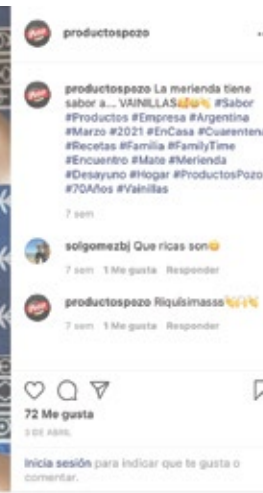 productospozo
productospozo La merienda tiene
sabor a... VAINILLAS #Sabor
#Productos #Empresa #Argentina
#Marzo #2021 #EnCasa #Cuarentena
#Recetas #Familia #FamilyTime
#Encuentro #Mate #Merienda
#Desayuno #Hogar #ProductosPozo
#70Años #Vainillas
7 sem
solgomezbj Que ricas son
7 sem 1 Me gusta Responder
productospozo Riquísimasss
7 sem 1 Me gusta Responder
72 Me gusta
3 DE ABRIL
Inicia sesión para indicar que te gusta o
comentar.